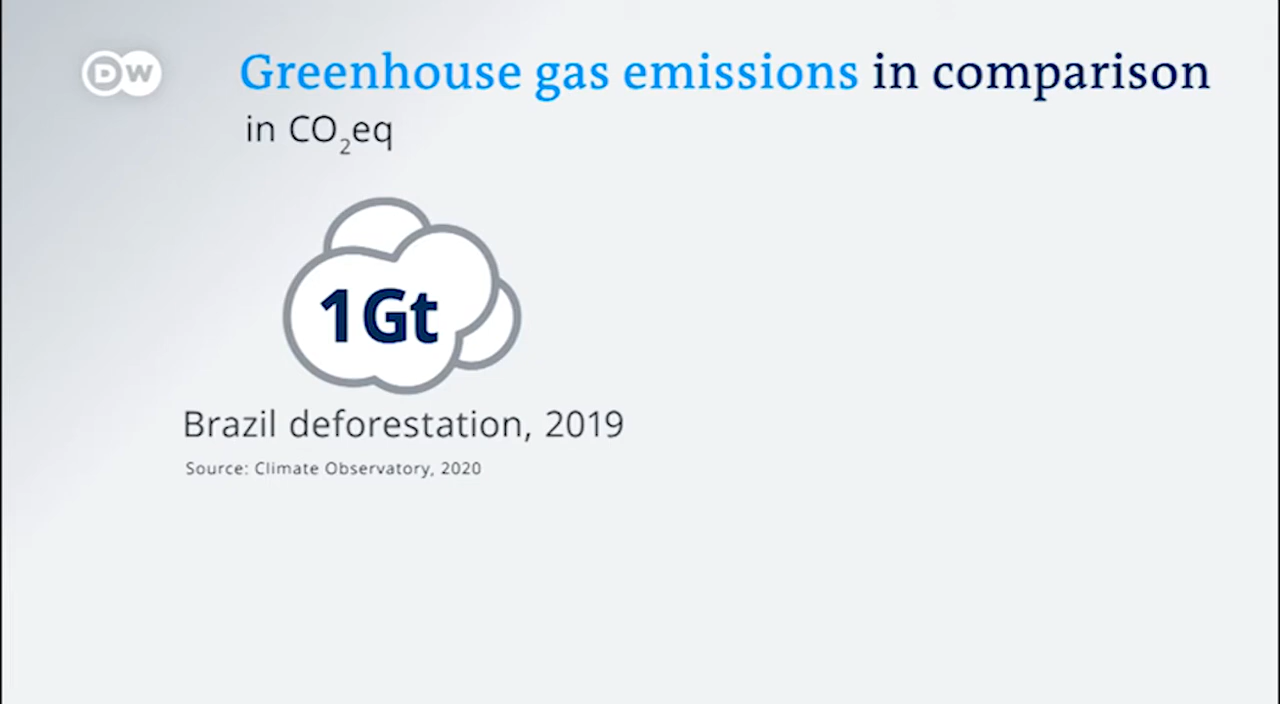 DW
Greenhouse gas emissions in comparison
in CO₂eq
1Gt
Brazil deforestation, 2019
Source: Climate Observatory, 2020